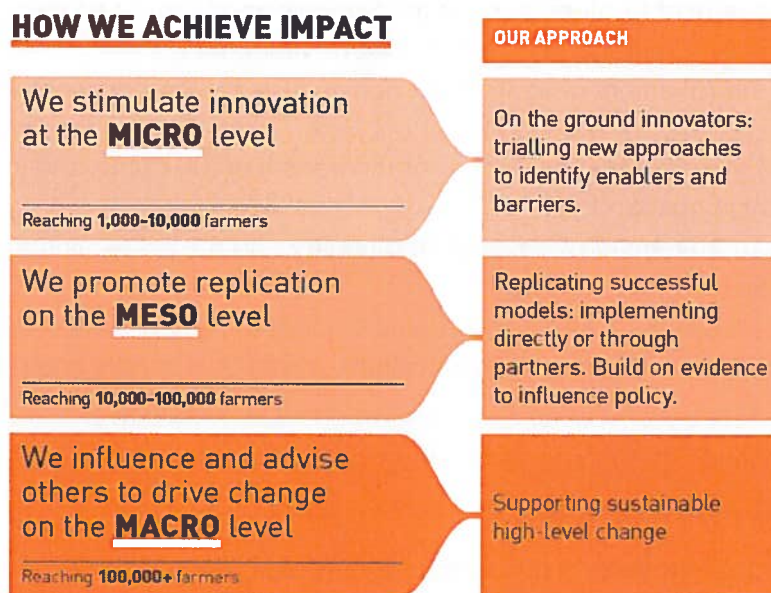 HOW WE ACHIEVE IMPACT
OUR APPROACH
We stimulate innovation
at the MICRO level
Reaching 1,000-10,000 farmers
On the ground innovators:
trialling new approaches
to identify enablers and
barriers.
We promote replication
on the MESO level
Reaching 10,000-100,000 farmers
Replicating successful
models: implementing
directly or through
partners. Build on evidence
to influence policy.
We influence and advise
others to drive change
on the MACRO level
Reaching 100,000+ farmers
Supporting sustainable
high-level change